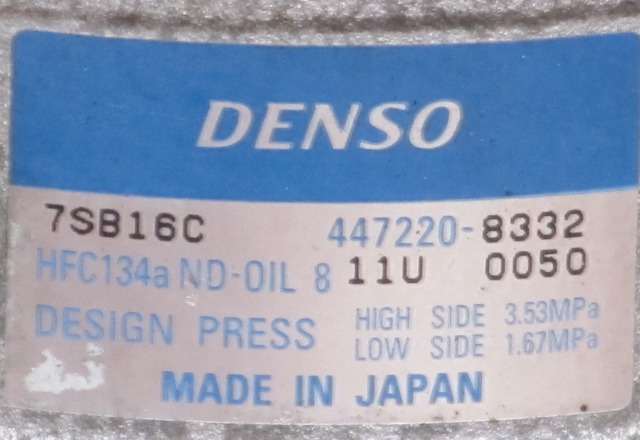 DENSO
7SB16C 447220-8332
HFC134a ND-OIL 8 11U 0050
DESIGN PRESS HIGH SIDE 3.53MPa
LOW SIDE 1.67MPa
MADE IN JAPAN